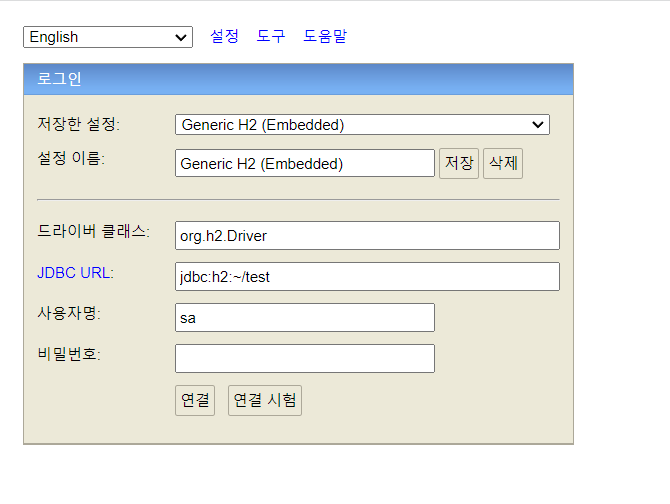 English 설정 도구 도움말
로그인
저장한 설정: Generic H2 (Embedded)
설정 이름: Generic H2 (Embedded) 저장 삭제
드라이버 클래스: org.h2.Driver
JDBC URL: jdbc:h2:~/test
사용자명: sa
비밀번호:
연결 연결 시험